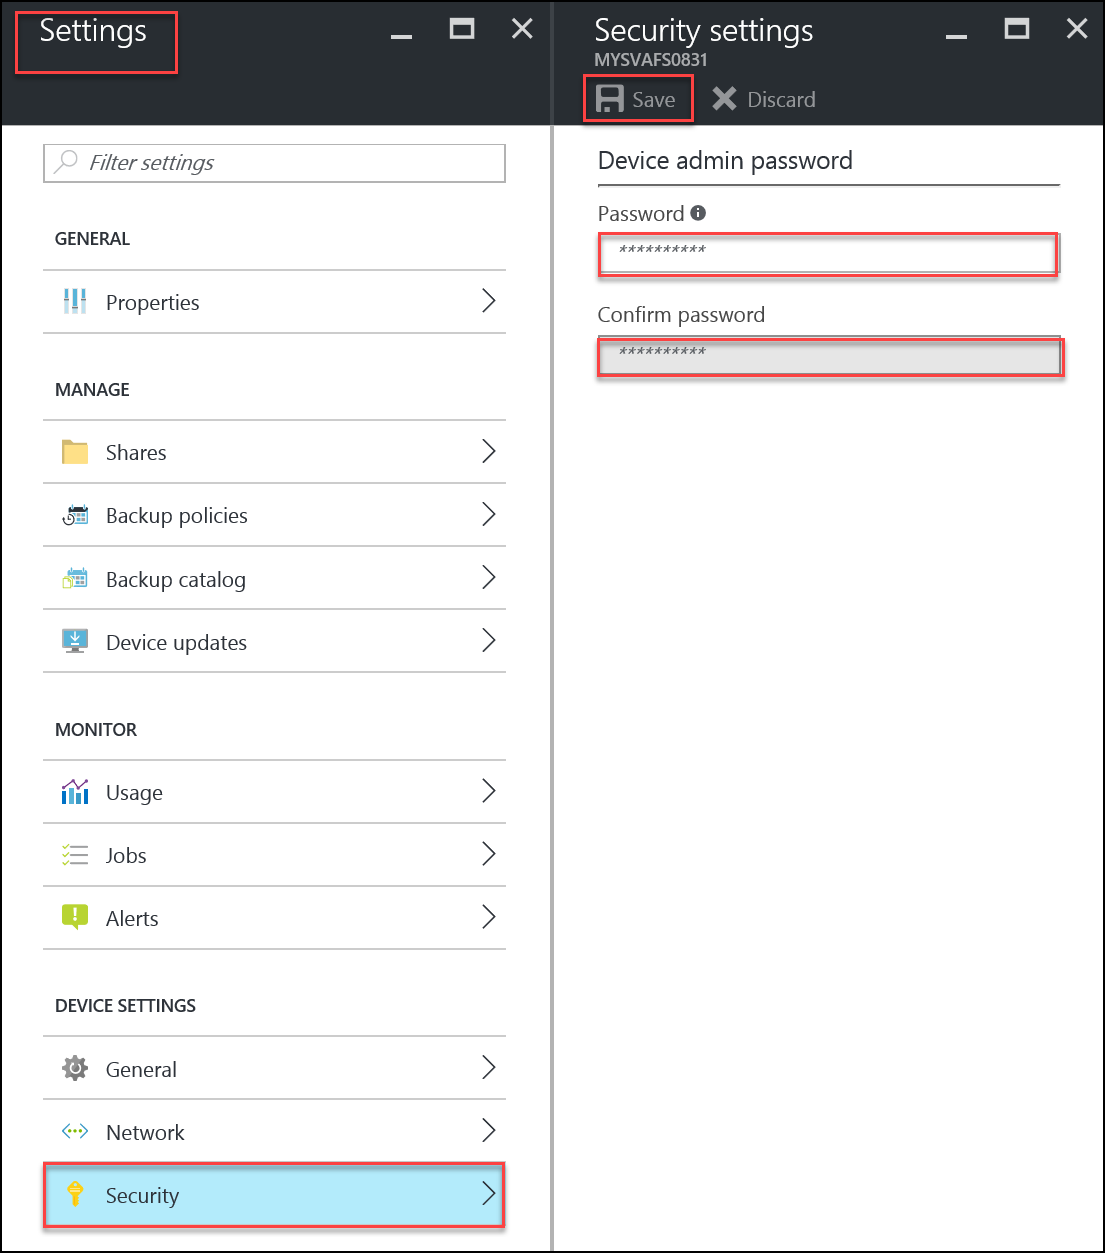 Settings
Filter settings
GENERAL
Properties
MANAGE
Shares
Backup policies
Backup catalog
Device updates
MONITOR
Usage
Jobs
Alerts
DEVICE SETTINGS
General
Network
Security
Security settings
MYSVAFS0831
Save Discard
Device admin password
Password
**********
Confirm password
**********